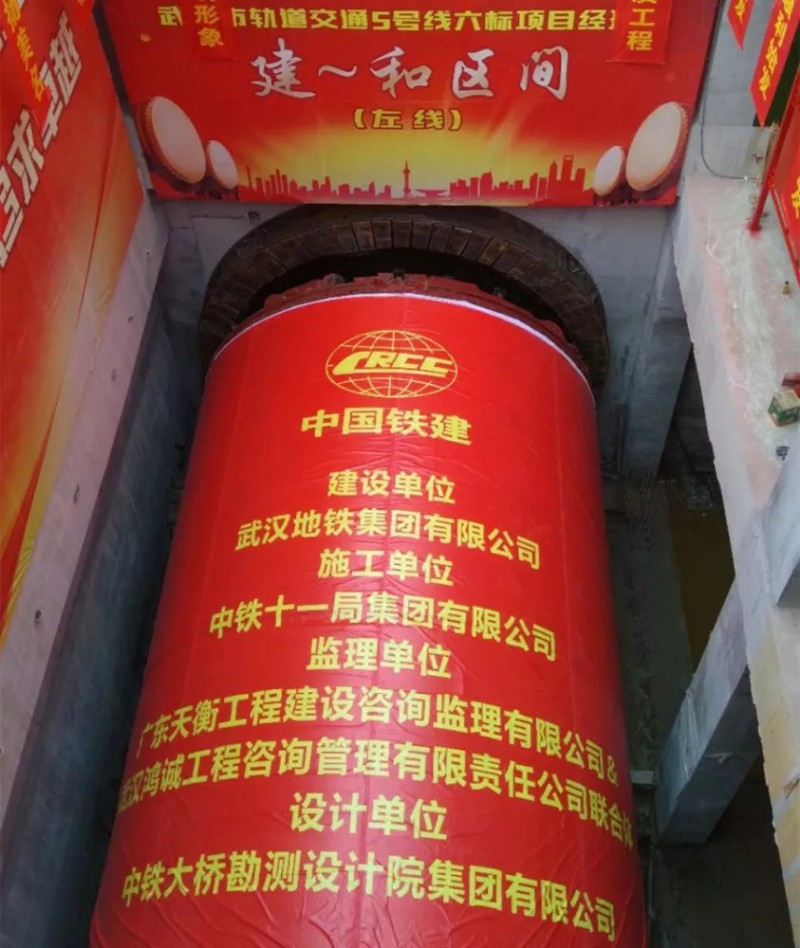 武
市轨道交通5号线六标项目经
形象
工程
建~和区间
(左线)
求
CRCC
中国铁建
建设单位
武汉地铁集团有限公司
施工单位
中铁十一局集团有限公司
监理单位
广东天衡工程建设咨询监理有限公司&
武汉鸿诚工程咨询管理有限责任公司联合体
设计单位
中铁大桥勘测设计院集团有限公司